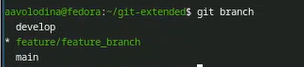 aavolodina@fedora:~/git-extended$ git branch
  develop
* feature/feature_branch
  main